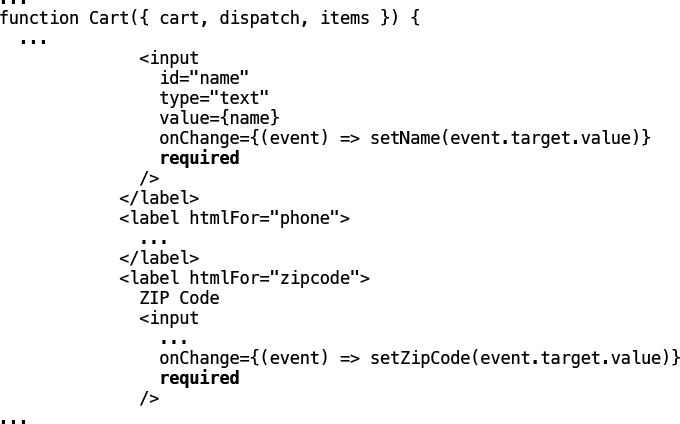 ...
function Cart({ cart, dispatch, items }) {
  ...
              <input
                id="name"
                type="text"
                value={name}
                onChange={(event) => setName(event.target.value)}
                required
              />
            </label>
            <label htmlFor="phone">
              ...
            </label>
            <label htmlFor="zipcode">
              ZIP Code
              <input
                ...
                onChange={(event) => setZipCode(event.target.value)}
                required
              />
...